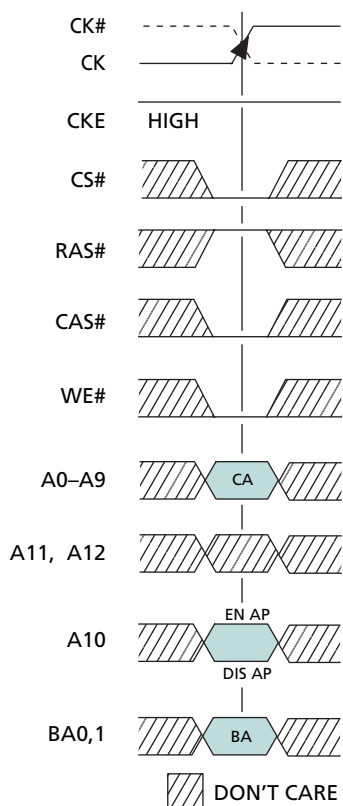 CK#
CK
CKE HIGH
CS#
RAS#
CAS#
WE#
A0–A9 CA
A11, A12
EN AP
A10
DIS AP
BA0,1 BA
DON'T CARE